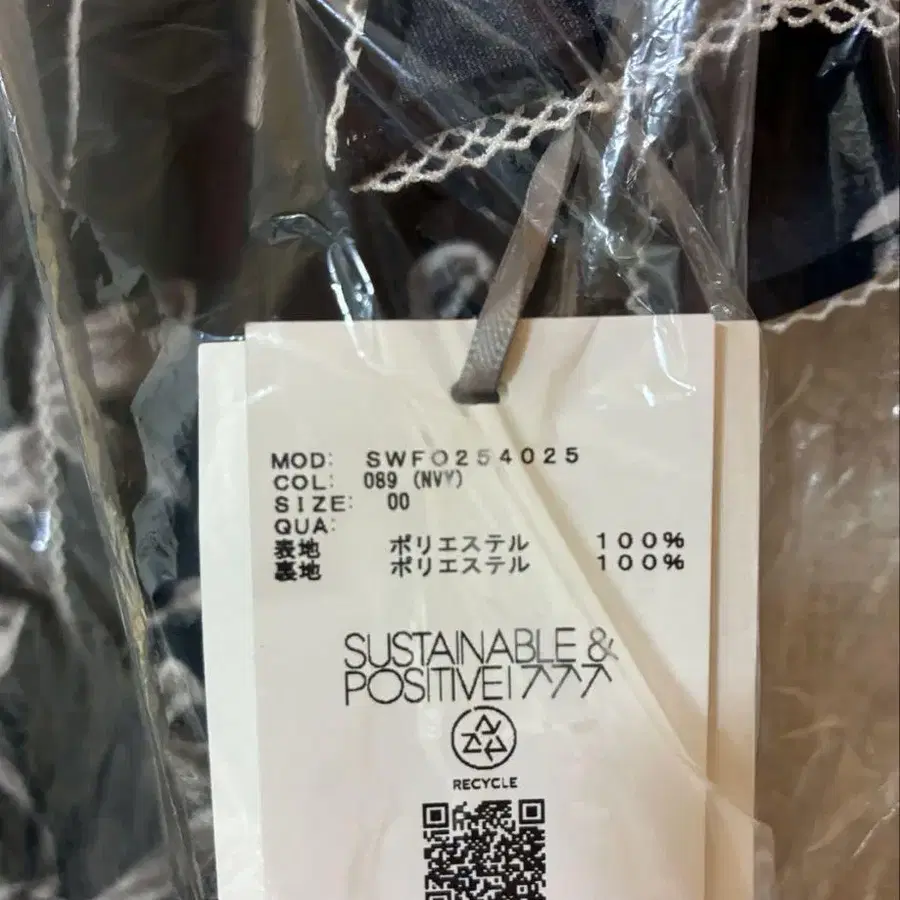 MOD: SWFO254025
COL: 089 (NVY)
SIZE: 00
QUA:
表地 ポリエステル 100%
裏地 ポリエステル 100%
SUSTAINABLE &
POSITIVE!
RECYCLE